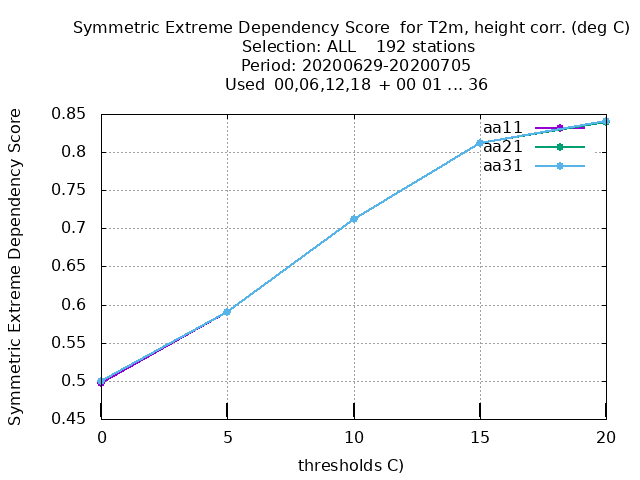 Symmetric Extreme Dependency Score for T2m, height corr. (deg C)
Selection: ALL 192 stations
Period: 20200629-20200705
Used 00,06,12,18 + 00 01 ... 36
Symmetric Extreme Dependency Score
0.85
0.8
0.75
0.7
0.65
0.6
0.55
0.5
0.45
aa11
aa21
aa31
0 5 10 15 20
thresholds C)